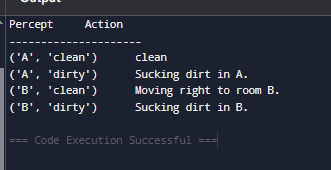 Output
Percept     Action
---------------------
('A', 'clean')      clean
('A', 'dirty')      Sucking dirt in A.
('B', 'clean')      Moving right to room B.
('B', 'dirty')      Sucking dirt in B.
=== Code Execution Successful ===